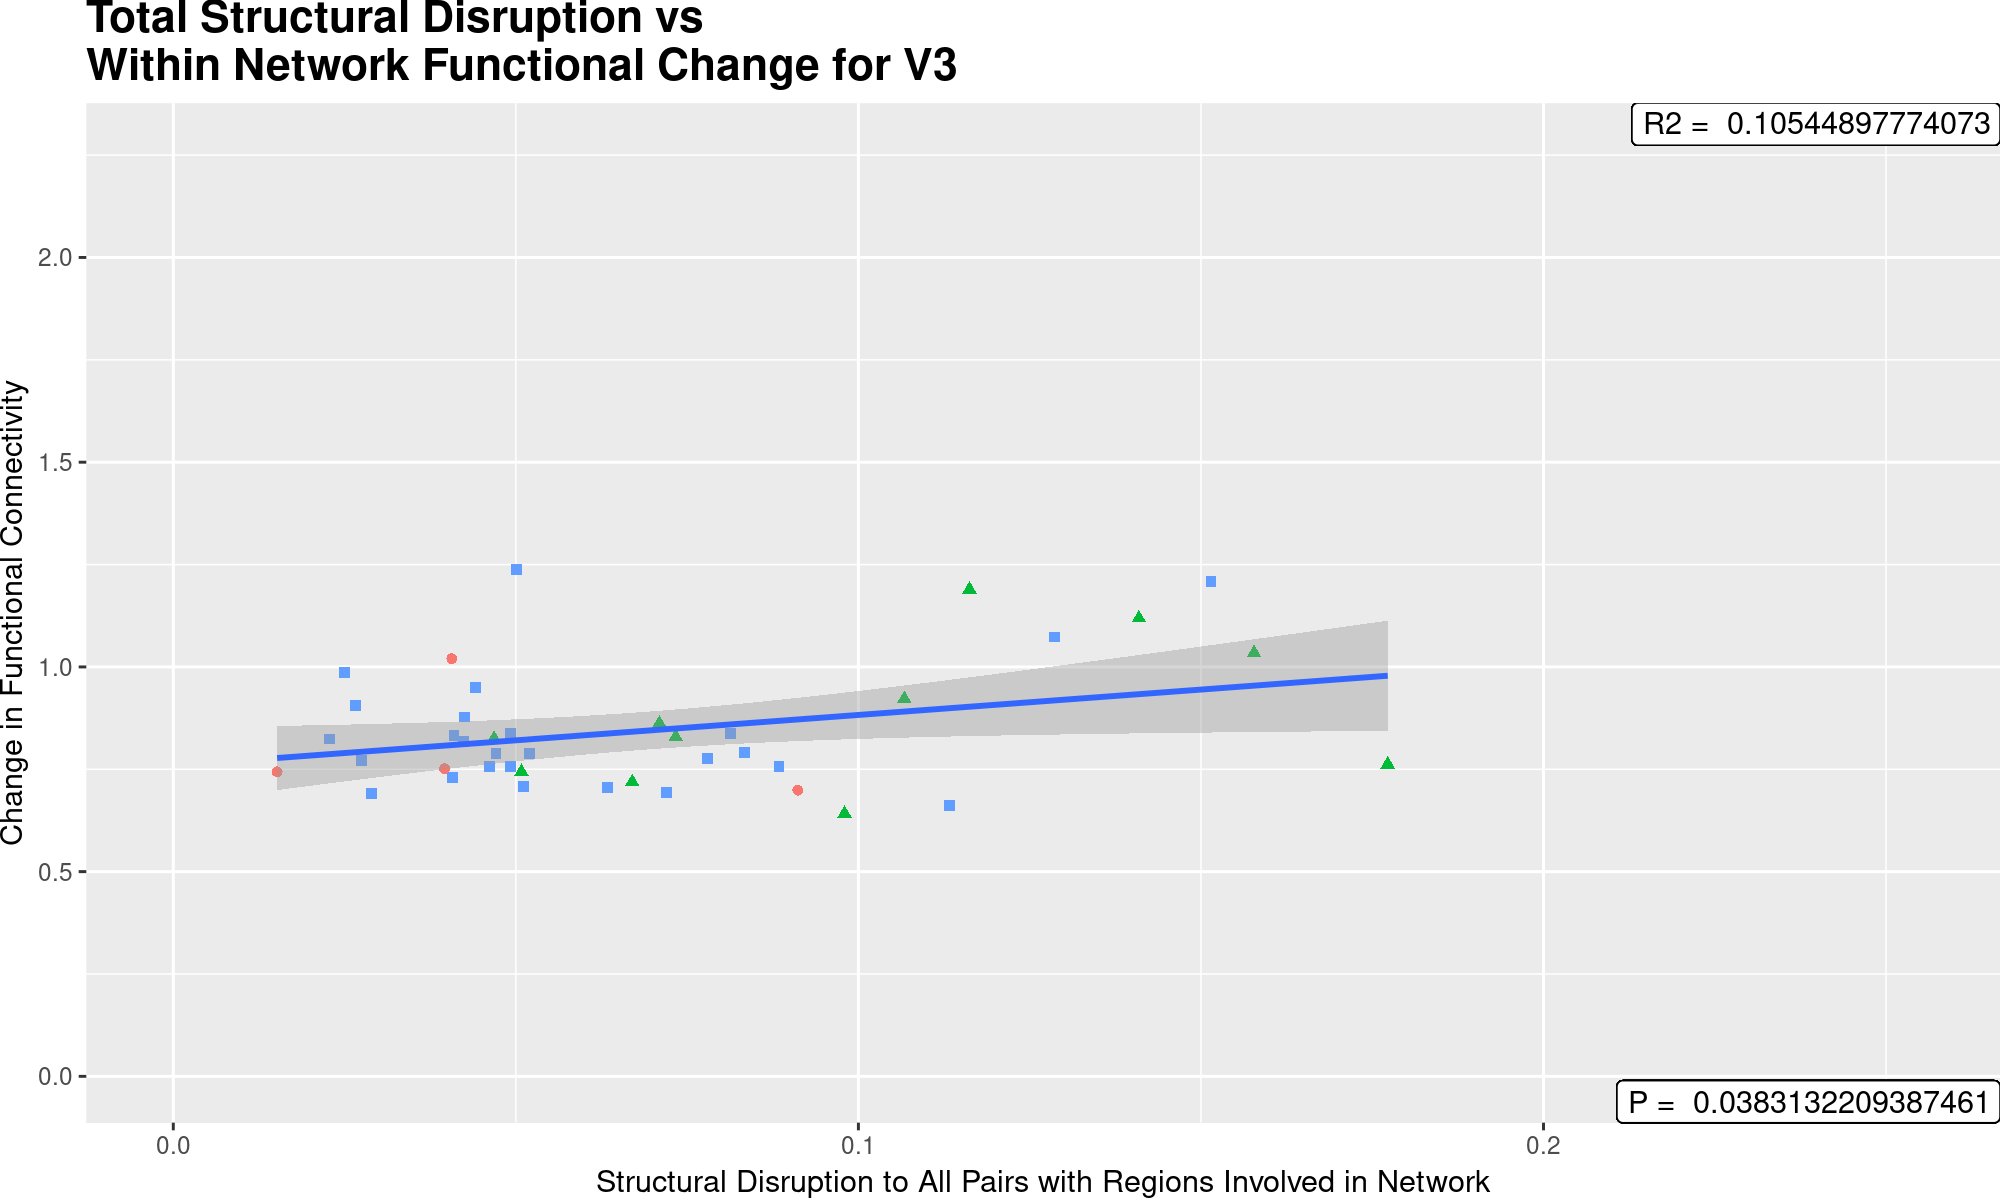 Total Structural Disruption vs
Within Network Functional Change for V3
R2 =  0.10544897774073
2.0
1.5
1.0
0.5
0.0
Change in Functional Connectivity
P =  0.0383132209387461
0.0
0.1
0.2
Structural Disruption to All Pairs with Regions Involved in Network